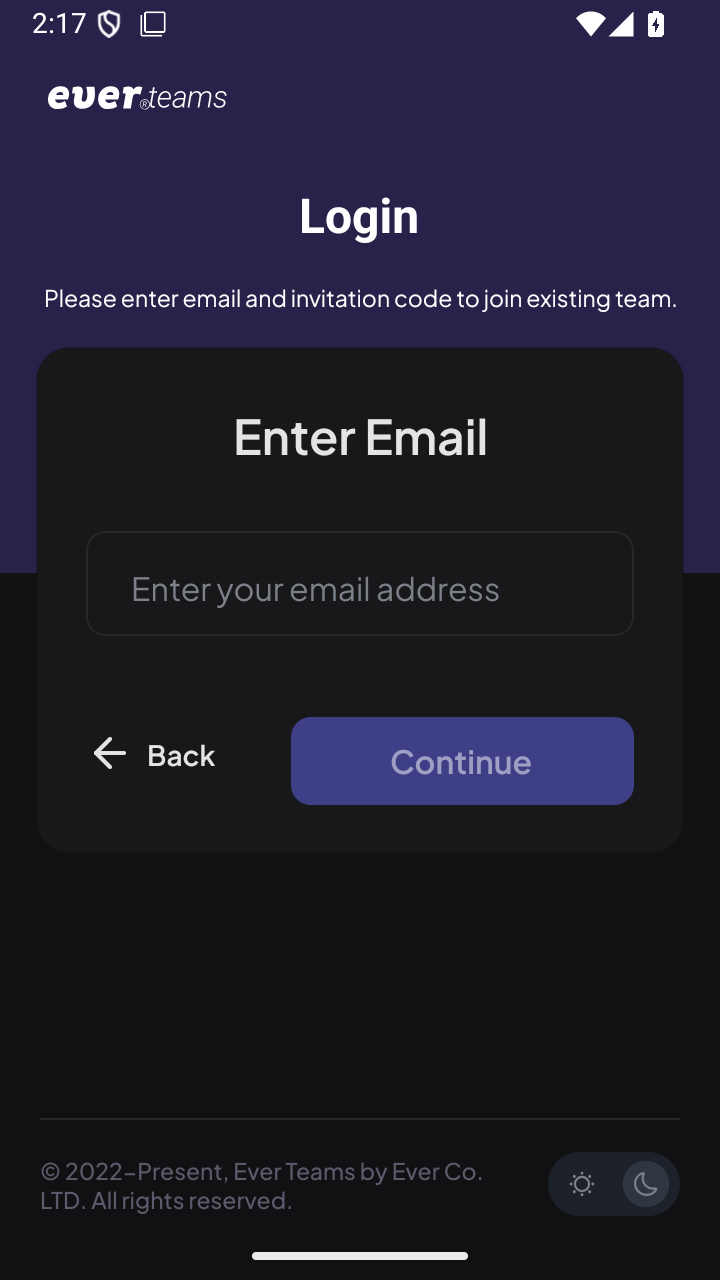 2:17
ever® teams
Login
Please enter email and invitation code to join existing team.
Enter Email
Enter your email address
Back
Continue
© 2022–Present, Ever Teams by Ever Co.
LTD. All rights reserved.